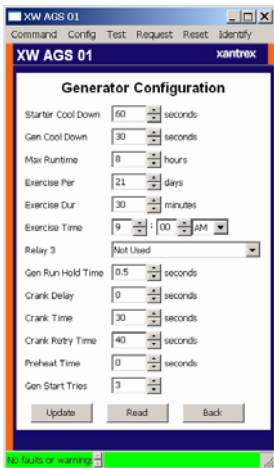 XW AGS 01
Command Config Test Request Reset Identify
XW AGS 01 xantrex
Generator Configuration
Starter Cool Down 60 seconds
Gen Cool Down 30 seconds
Max Runtime 8 hours
Exercise Per 21 days
Exercise Dur 30 minutes
Exercise Time 9 : 00 AM
Relay 3 Not Used
Gen Run Hold Time 0.5 seconds
Crank Delay 0 seconds
Crank Time 30 seconds
Crank Retry Time 40 seconds
Preheat Time 0 seconds
Gen Start Tries 3
Update Read Back
No faults or warnings